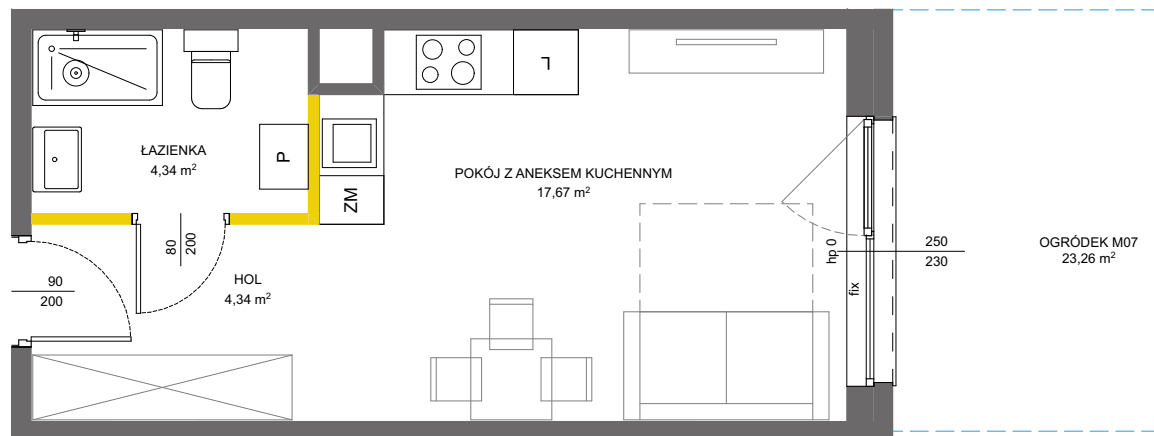 L
ŁAZIENKA
4,34 m²
P
ZM
POKÓJ Z ANEKSEM KUCHENNYM
17,67 m²
80
200
90
200
HOL
4,34 m²
hp 0
fix
250
230
OGRÓDEK M07
23,26 m²